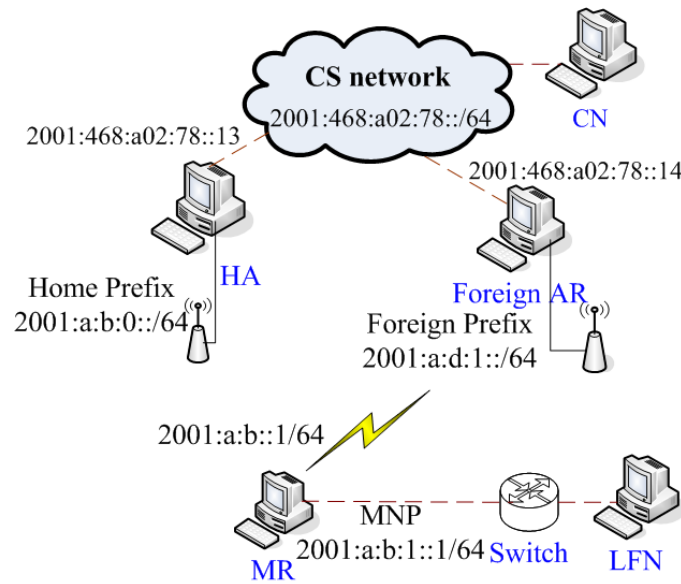 CS network
2001:468:a02:78::/64
CN
2001:468:a02:78::13
2001:468:a02:78::14
HA
Foreign AR
Home Prefix
2001:a:b:0::/64
Foreign Prefix
2001:a:d:1::/64
2001:a:b::1/64
MNP
2001:a:b:1::1/64
MR
Switch
LFN